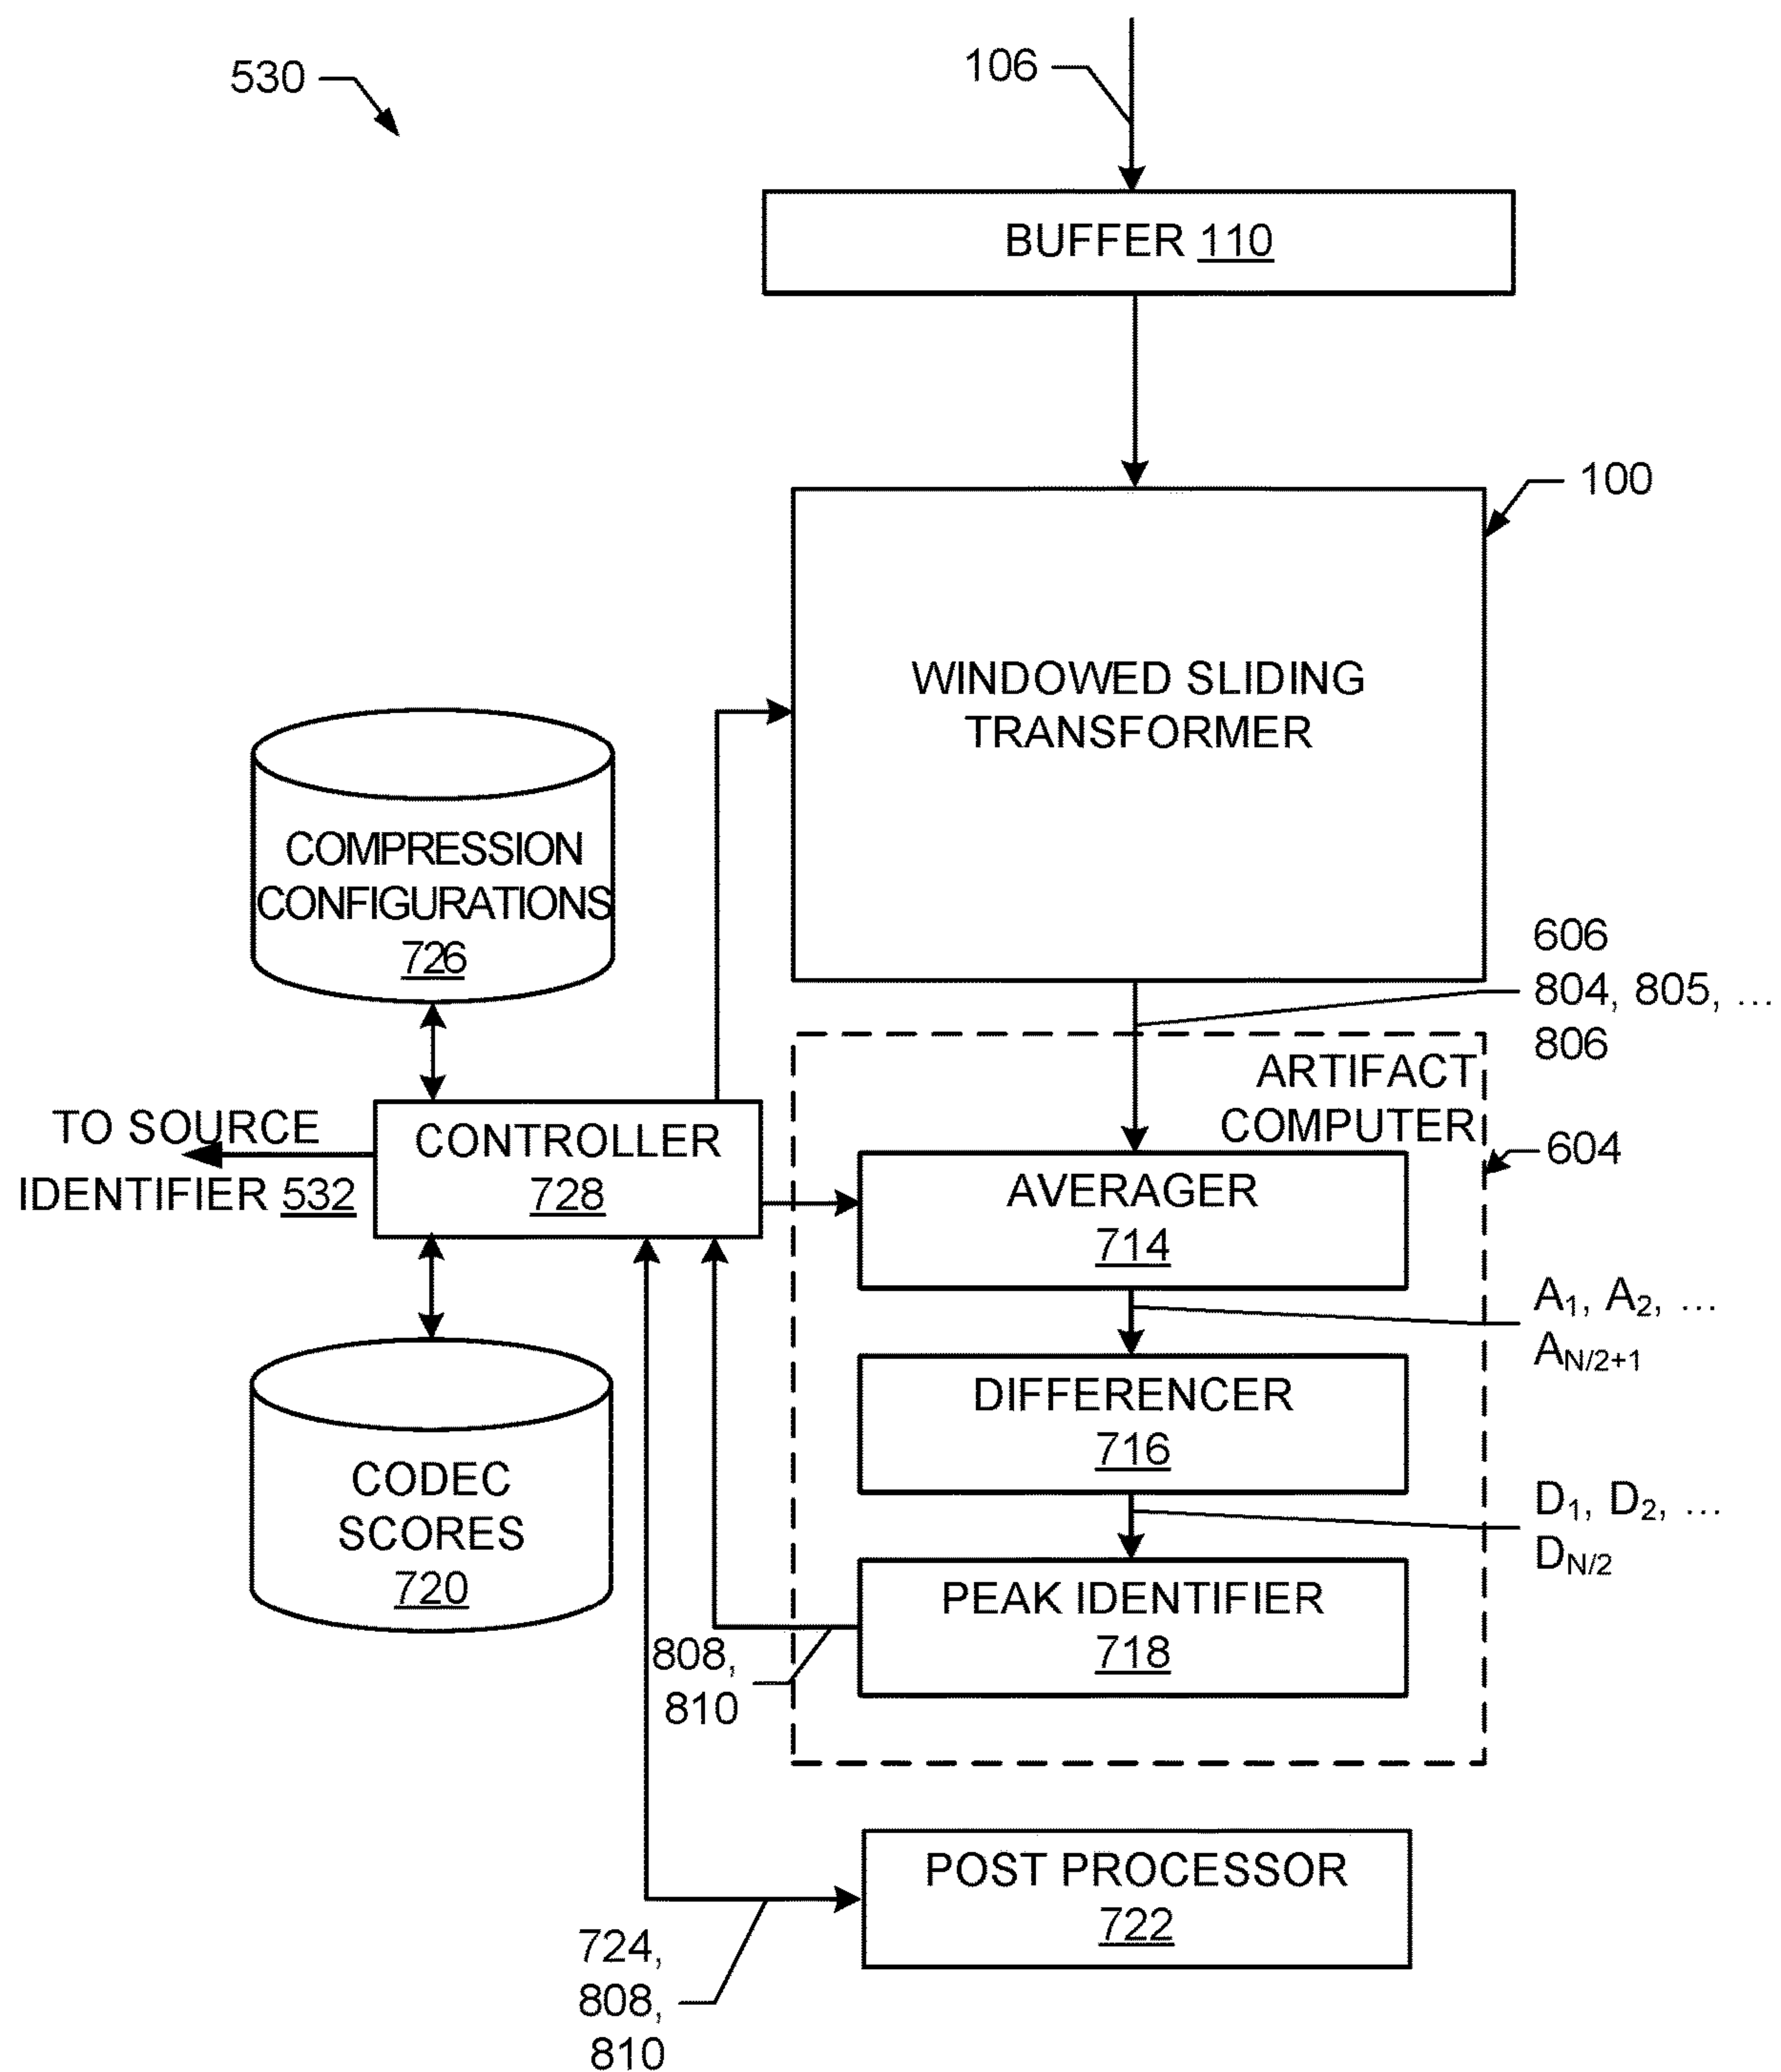 530
106
BUFFER 110
100
WINDOWED SLIDING
TRANSFORMER
COMPRESSION
CONFIGURATIONS
726
606
804, 805, ...
806
ARTIFACT
COMPUTER
604
TO SOURCE
IDENTIFIER 532
CONTROLLER
728
AVERAGER
714
A₁, A₂, ...
A_N/2+1
DIFFERENCER
716
CODEC
SCORES
720
D₁, D₂, ...
D_N/2
PEAK IDENTIFIER
718
808,
810
POST PROCESSOR
722
724,
808,
810